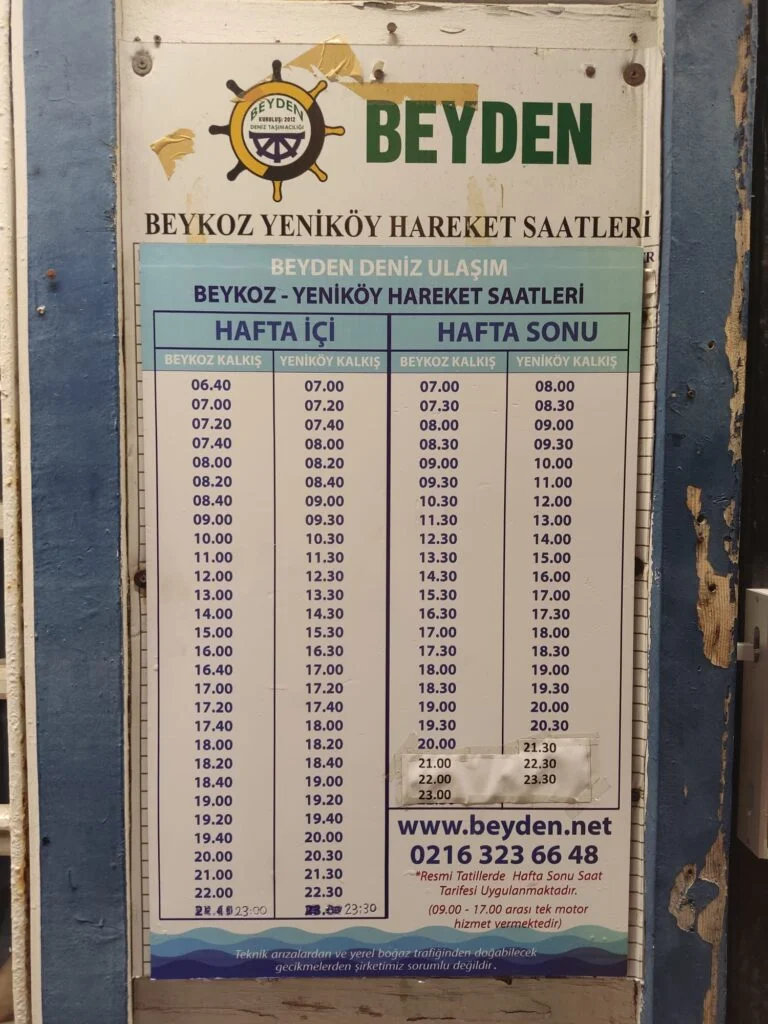 BEYDEN
KURULUŞ: 2012
DENİZ TAŞIMACILIĞI
BEYDEN
BEYKOZ YENİKÖY HAREKET SAATLERİ
BEYDEN DENİZ ULAŞIM
BEYKOZ - YENİKÖY HAREKET SAATLERİ
HAFTA İÇİ HAFTA SONU
BEYKOZ KALKIŞ YENİKÖY KALKIŞ BEYKOZ KALKIŞ YENİKÖY KALKIŞ
06.40 07.00 07.00 08.00
07.00 07.20 07.30 08.30
07.20 07.40 08.00 09.00
07.40 08.00 08.30 09.30
08.00 08.20 09.00 10.00
08.20 08.40 09.30 11.00
08.40 09.00 10.30 12.00
09.00 09.30 11.30 13.00
10.00 10.30 12.30 14.00
11.00 11.30 13.30 15.00
12.00 12.30 14.30 16.00
13.00 13.30 15.30 17.00
14.00 14.30 16.30 17.30
15.00 15.30 17.00 18.00
16.00 16.30 17.30 18.30
16.40 17.00 18.00 19.00
17.00 17.20 18.30 19.30
17.20 17.40 19.00 20.00
17.40 18.00 19.30 20.30
18.00 18.20 20.00 21.30
18.20 18.40 21.00 22.30
18.40 19.00 22.00 23.30
19.00 19.20 23.00
19.20 19.40
19.40 20.00
20.00 20.30
21.00 21.30
22.00 22.30
23:00 23:30
www.beyden.net
0216 323 66 48
*Resmi Tatillerde Hafta Sonu Saat
Tarifesi Uygulanmaktadır.
(09.00 - 17.00 arası tek motor
hizmet vermektedir)
Teknik arızalardan ve yerel boğaz trafiğinden doğabilecek
gecikmelerden şirketimiz sorumlu değildir.